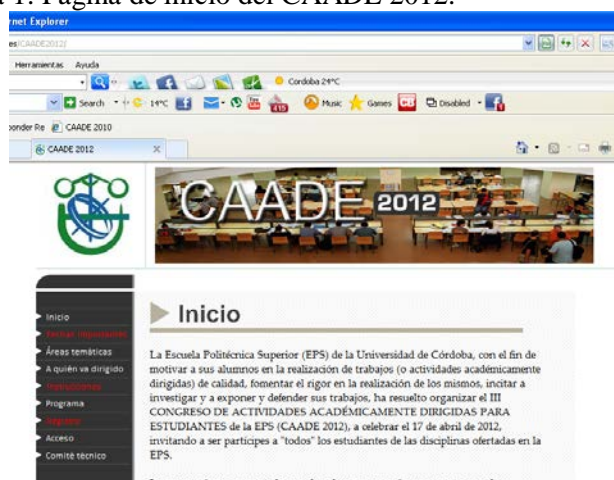 1. Página de inicio del CAADE 2012.
rnet Explorer
es/CAADE2012/
Herramientas Ayuda
Cordoba 24°C
Search 14°C 415 Music Games Disabled
ponder Re CAADE 2010
CAADE 2012
CAADE 2012
Inicio
Fechas importantes
Áreas temáticas
A quién va dirigido
Instrucciones
Programa
Registro
Acceso
Comité técnico
Inicio
La Escuela Politécnica Superior (EPS) de la Universidad de Córdoba, con el fin de
motivar a sus alumnos en la realización de trabajos (o actividades académicamente
dirigidas) de calidad, fomentar el rigor en la realización de los mismos, incitar a
investigar y a exponer y defender sus trabajos, ha resuelto organizar el III
CONGRESO DE ACTIVIDADES ACADÉMICAMENTE DIRIGIDAS PARA
ESTUDIANTES de la EPS (CAADE 2012), a celebrar el 17 de abril de 2012,
invitando a ser partícipes a "todos" los estudiantes de las disciplinas ofertadas en la
EPS.